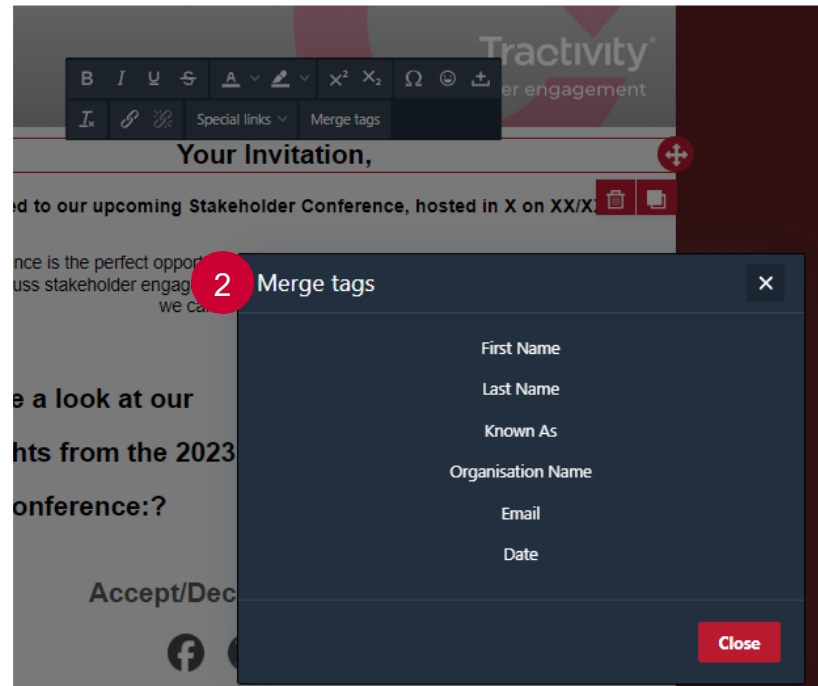 Tractivity
er engagement
B I U S A X² X₂ Ω
Ix Special links Merge tags
Your Invitation,
ed to our upcoming Stakeholder Conference, hosted in X on XX/X
nce is the perfect oppor
uss stakeholder engag
we ca
2 Merge tags
First Name
Last Name
Known As
Organisation Name
Email
Date
Close
e a look at our
hts from the 2023
onference:?
Accept/Dec